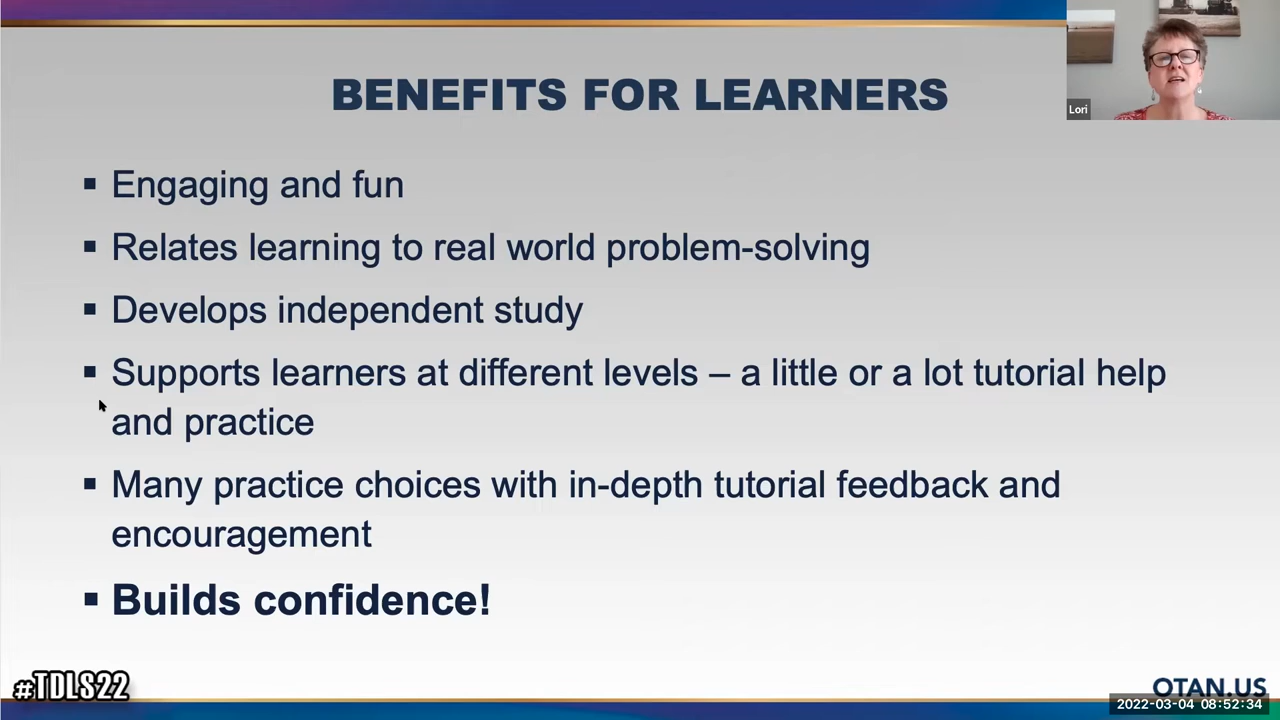 BENEFITS FOR LEARNERS
Lori
▪ Engaging and fun
▪ Relates learning to real world problem-solving
▪ Develops independent study
▪ Supports learners at different levels – a little or a lot tutorial help
and practice
▪ Many practice choices with in-depth tutorial feedback and
encouragement
▪ Builds confidence!
#TDLS22
OTAN.US
2022-03-04 08:52:34